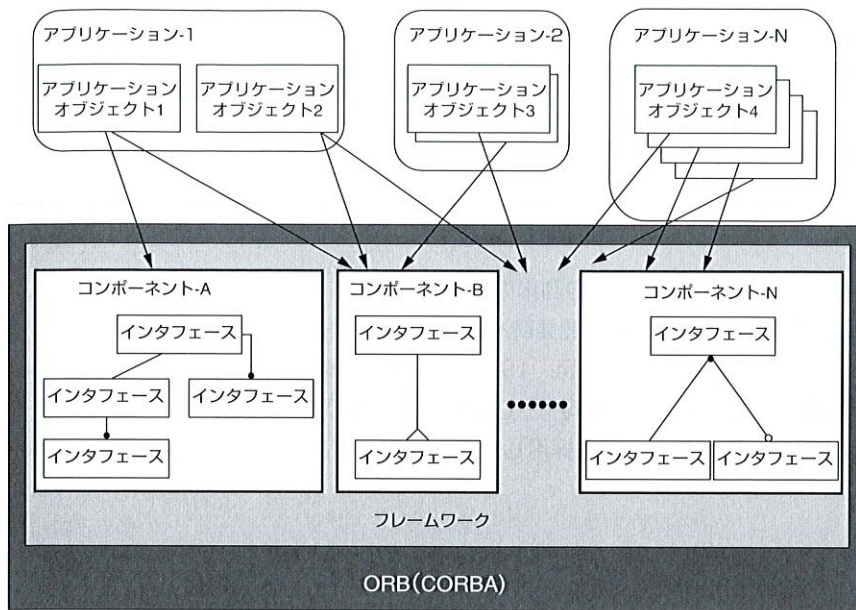 アプリケーション-1
アプリケーション
オブジェクト1
アプリケーション
オブジェクト2
アプリケーション-2
アプリケーション
オブジェクト3
アプリケーション-N
アプリケーション
オブジェクト4
コンポーネント-A
インタフェース
インタフェース
インタフェース
インタフェース
コンポーネント-B
インタフェース
インタフェース
コンポーネント-N
インタフェース
インタフェース
インタフェース
フレームワーク
ORB(CORBA)